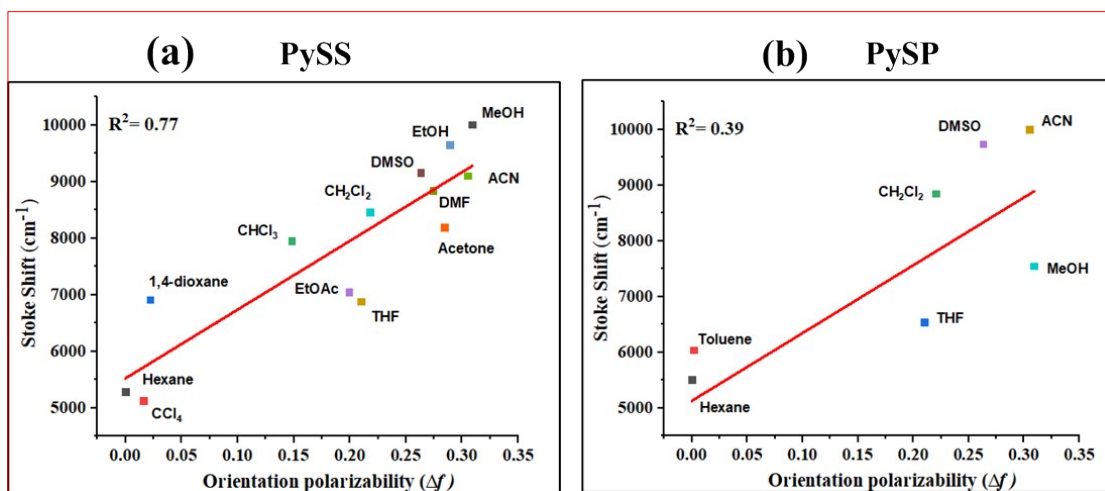 (a) PySS
R²= 0.77
Stoke Shift (cm⁻¹)
10000
9000
8000
7000
6000
5000
MeOH
EtOH
DMSO
ACN
CH₂Cl₂
DMF
CHCl₃
Acetone
1,4-dioxane
EtOAc
THF
Hexane
CCl₄
0.00 0.05 0.10 0.15 0.20 0.25 0.30 0.35
Orientation polarizability (Δf)
(b) PySP
R²= 0.39
Stoke Shift (cm⁻¹)
10000
9000
8000
7000
6000
5000
DMSO
ACN
CH₂Cl₂
MeOH
THF
Toluene
Hexane
0.00 0.05 0.10 0.15 0.20 0.25 0.30 0.35
Orientation polarizability (Δf)